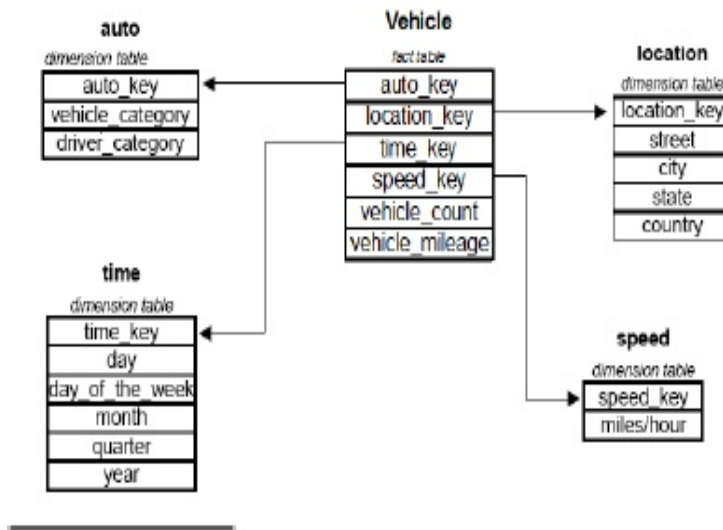 auto
dimension table
auto_key
vehicle_category
driver_category
Vehicle
fact table
auto_key
location_key
time_key
speed_key
vehicle_count
vehicle_mileage
location
dimension table
location_key
street
city
state
country
time
dimension table
time_key
day
day_of_the_week
month
quarter
year
speed
dimension table
speed_key
miles/hour